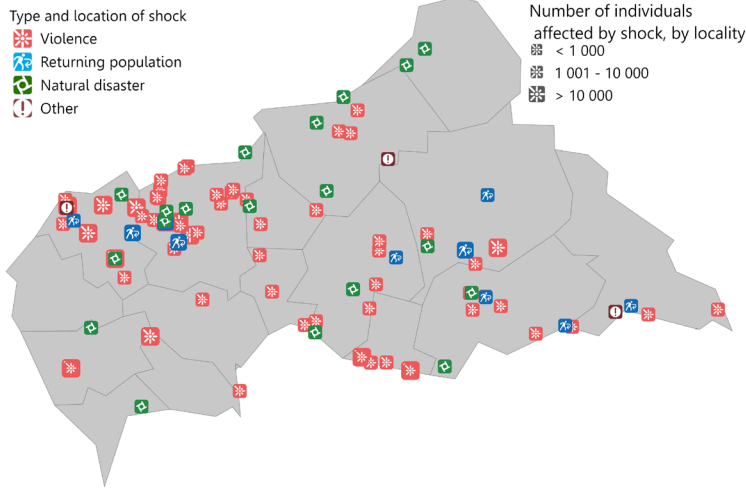 Type and location of shock
Violence
Returning population
Natural disaster
Other
Number of individuals
affected by shock, by locality
< 1 000
1 001 - 10 000
> 10 000